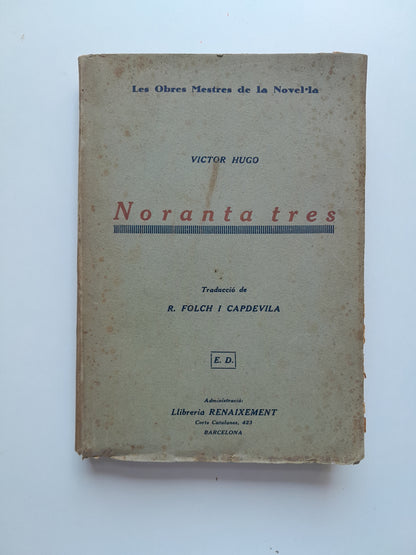 Les Obres Mestres de la Novel·la
VICTOR HUGO
Noranta tres
Traducció de
R. FOLCH I CAPDEVILA
E. D.
Administració:
Llibreria RENAIXEMENT
Corts Catalanes, 423
BARCELONA